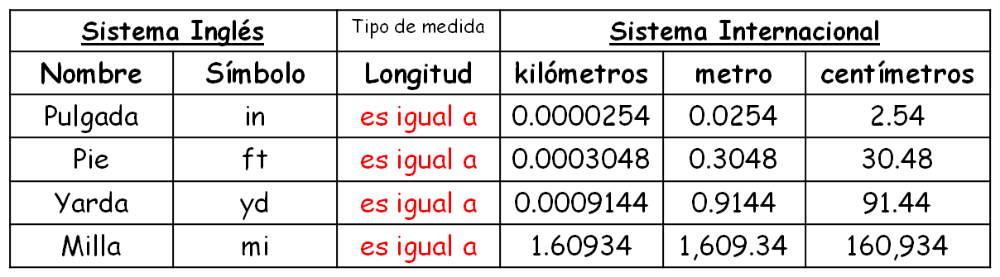 Sistema Inglés Tipo de medida Sistema Internacional
Nombre Símbolo Longitud kilómetros metro centímetros
Pulgada in es igual a 0.0000254 0.0254 2.54
Pie ft es igual a 0.0003048 0.3048 30.48
Yarda yd es igual a 0.0009144 0.9144 91.44
Milla mi es igual a 1.60934 1,609.34 160,934